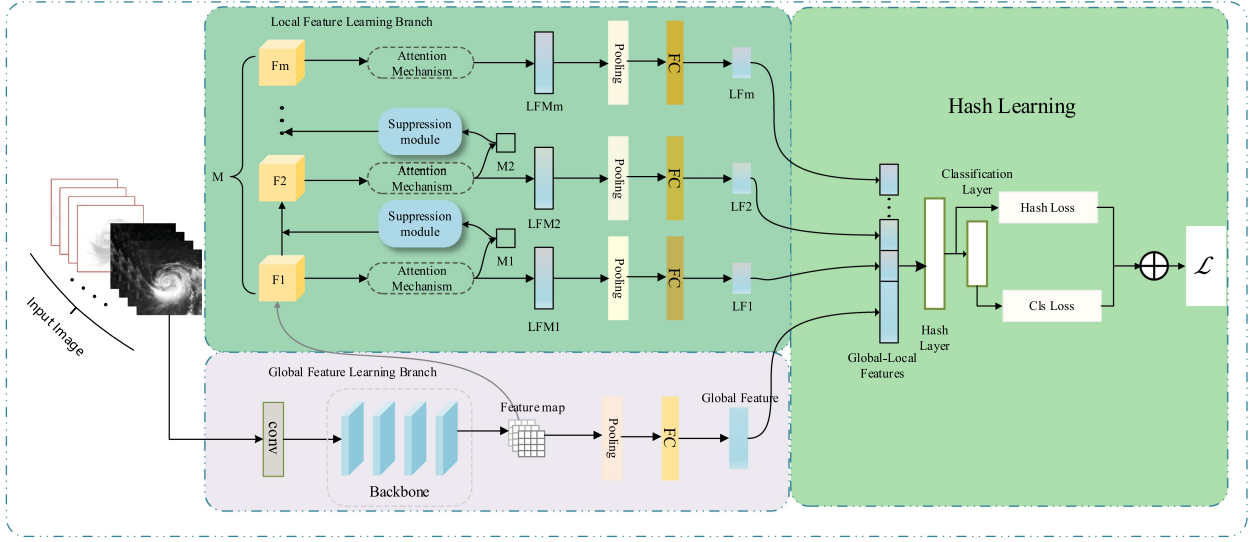 Local Feature Learning Branch
Fm
Attention
Mechanism
LFMm
Pooling
FC
LFm
Suppression
module
M2
M
F2
Attention
Mechanism
LFM2
Pooling
FC
LF2
Suppression
module
M1
F1
Attention
Mechanism
LFM1
Pooling
FC
LF1
Input Image
Global Feature Learning Branch
conv
Backbone
Feature map
Pooling
FC
Global Feature
Hash Learning
Global-Local
Features
Hash
Layer
Classification
Layer
Hash Loss
Cls Loss
ℒ